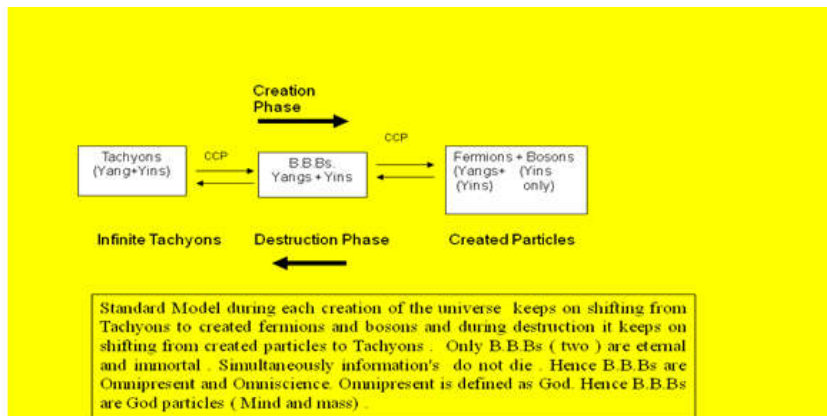 Creation
Phase
CCP
CCP
Tachyons
(Yang+Yins)
B.B.Bs.
Yangs + Yins
Fermions + Bosons
(Yangs+ (Yins
(Yins) only)
Infinite Tachyons
Destruction Phase
Created Particles
Standard Model during each creation of the universe keeps on shifting from
Tachyons to created fermions and bosons and during destruction it keeps on
shifting from created particles to Tachyons . Only B.B.Bs ( two ) are eternal
and immortal . Simultaneously information's do not die . Hence B.B.Bs are
Omnipresent and Omniscience. Omnipresent is defined as God. Hence B.B.Bs
are God particles ( Mind and mass) .